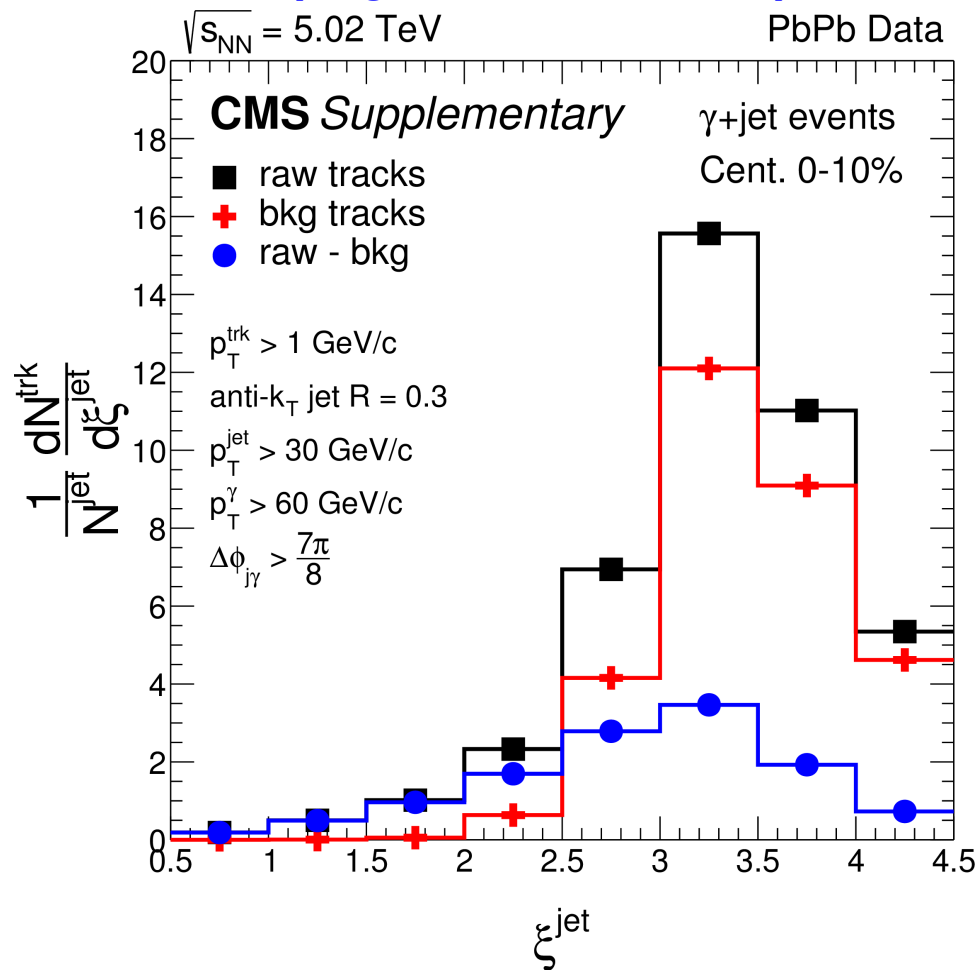 √s_NN = 5.02 TeV PbPb Data
CMS Supplementary
γ+jet events
Cent. 0-10%
raw tracks
bkg tracks
raw - bkg
p_T^trk > 1 GeV/c
anti-k_T jet R = 0.3
p_T^jet > 30 GeV/c
p_T^γ > 60 GeV/c
Δϕ_jγ > 7π/8
1/N^jet dN^trk/dξ^jet
20
18
16
14
12
10
8
6
4
2
0
0.5 1 1.5 2 2.5 3 3.5 4 4.5
ξ^jet